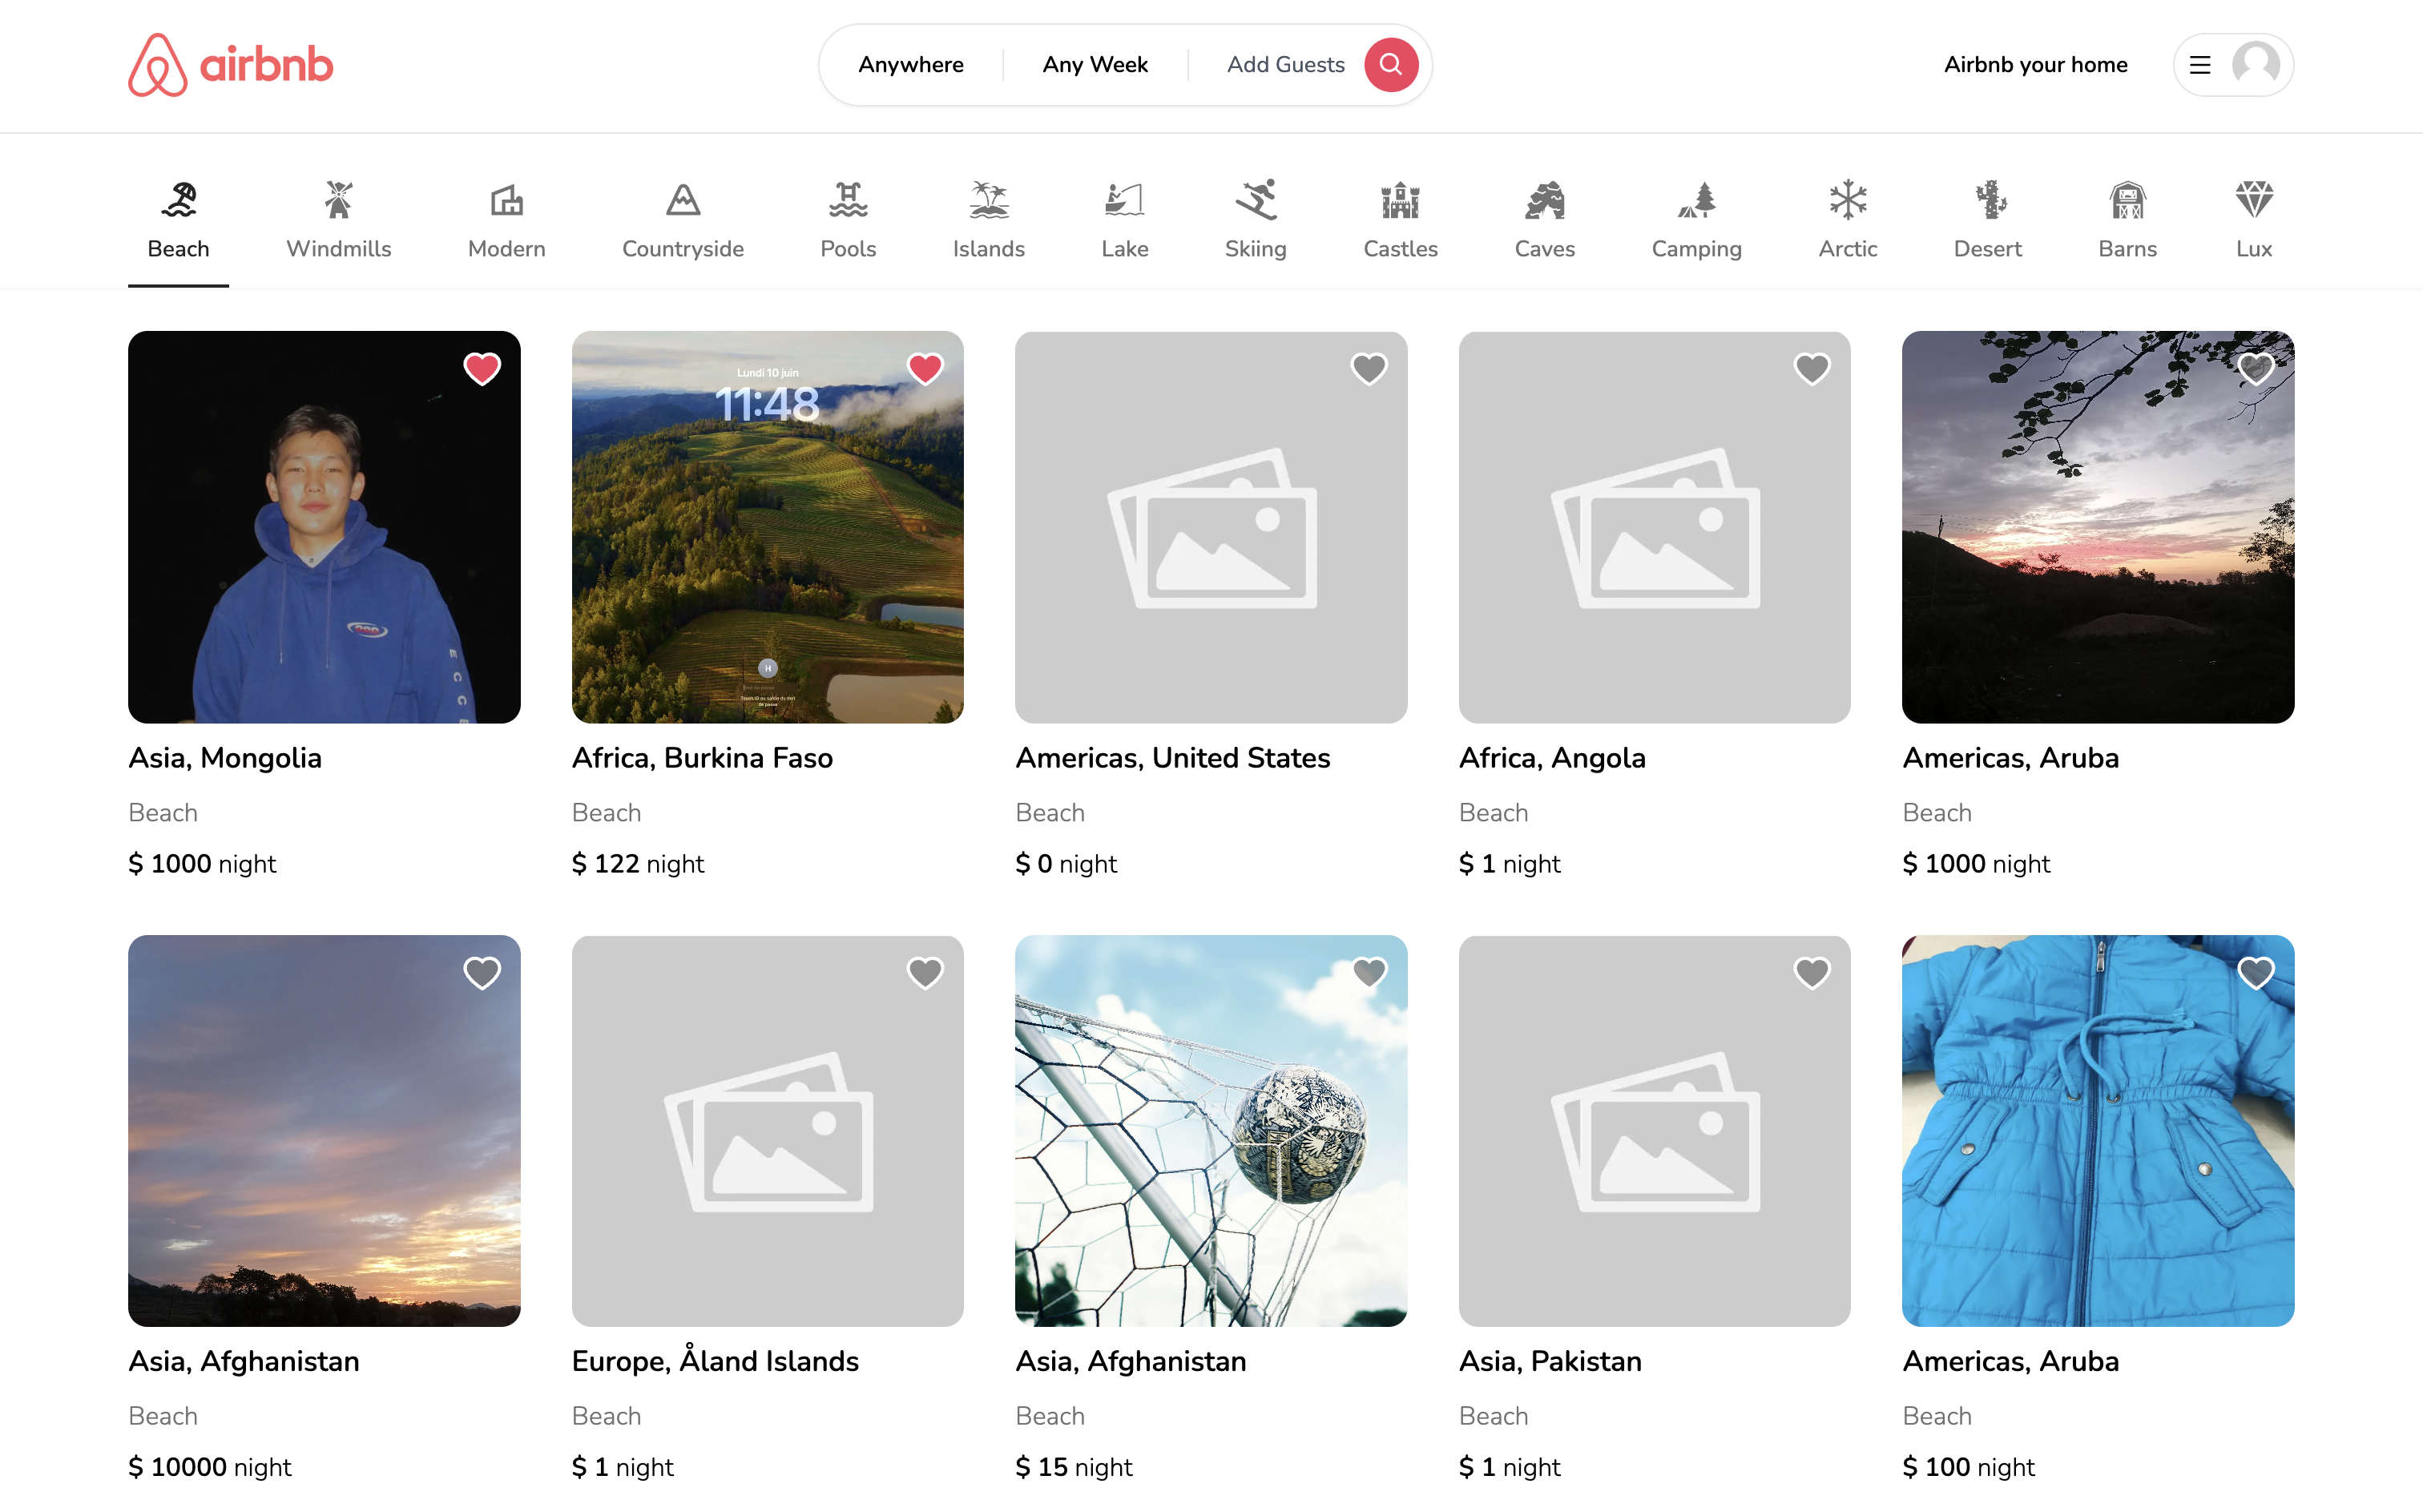 airbnb
Anywhere
Any Week
Add Guests
Airbnb your home
Beach
Windmills
Modern
Countryside
Pools
Islands
Lake
Skiing
Castles
Caves
Camping
Arctic
Desert
Barns
Lux
Lundi 10 juin
11:48
H
E C C E
Asia, Mongolia
Beach
$ 1000 night
Africa, Burkina Faso
Beach
$ 122 night
Americas, United States
Beach
$ 0 night
Africa, Angola
Beach
$ 1 night
Americas, Aruba
Beach
$ 1000 night
Asia, Afghanistan
Beach
$ 10000 night
Europe, Åland Islands
Beach
$ 1 night
Asia, Afghanistan
Beach
$ 15 night
Asia, Pakistan
Beach
$ 1 night
Americas, Aruba
Beach
$ 100 night